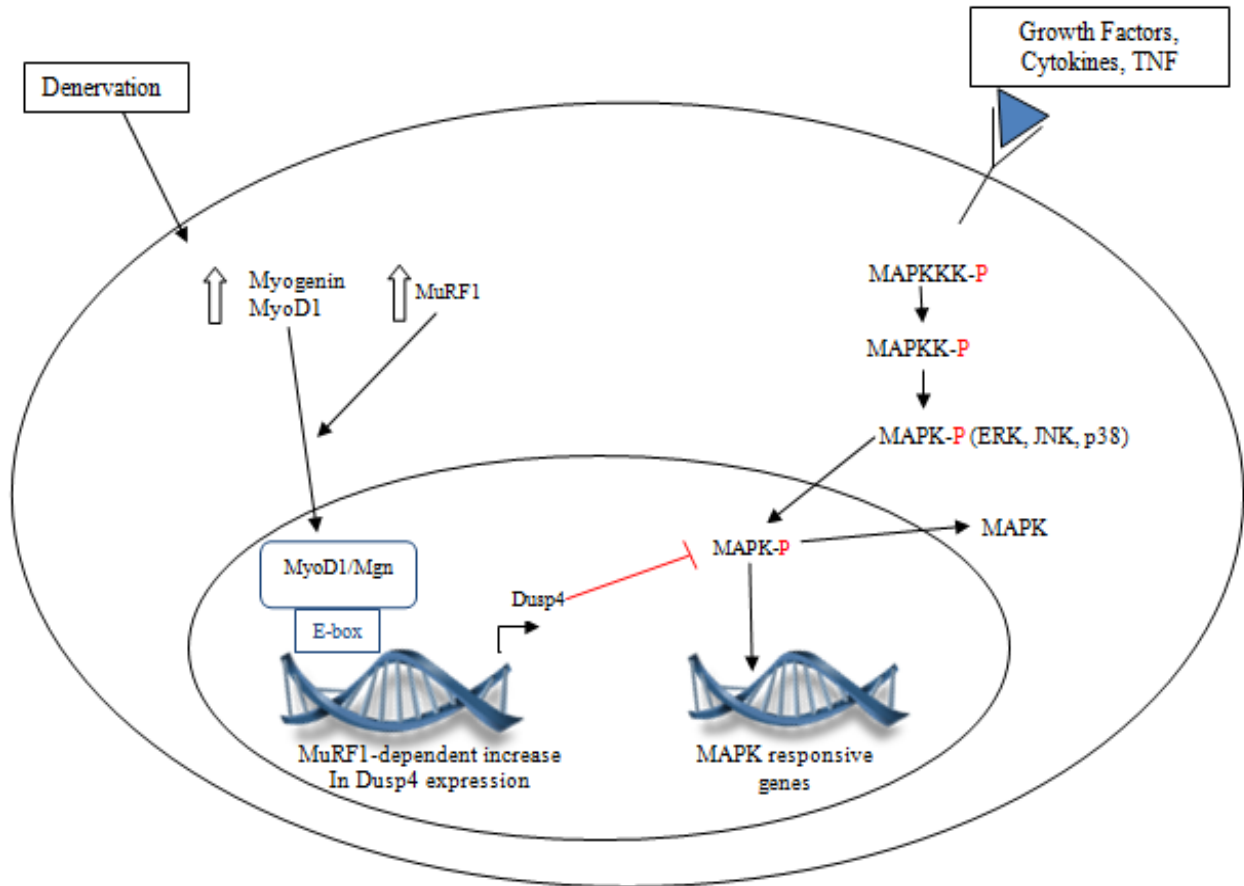 Growth Factors,
Cytokines, TNF
Denervation
Myogenin
MyoD1
MuRF1
MAPKKK-P
MAPKK-P
MAPK-P (ERK, JNK, p38)
MAPK-P
MAPK
MyoD1/Mgn
E-box
Dusp4
MuRF1-dependent increase
In Dusp4 expression
MAPK responsive
genes